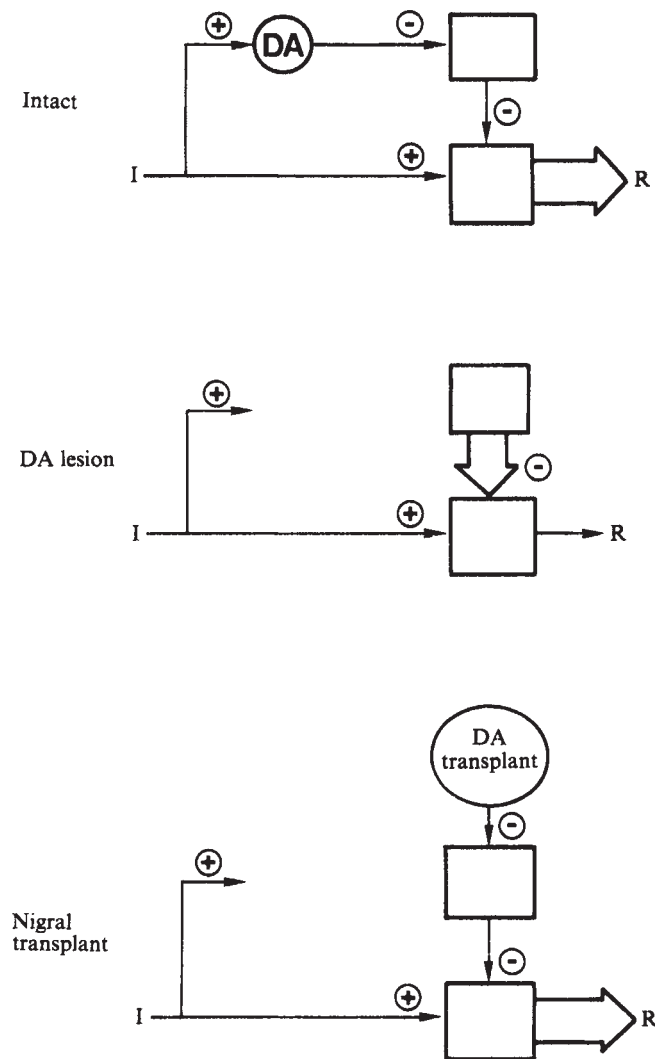 +
DA
-
Intact
-
I
+
R
+
DA lesion
-
I
+
R
DA
transplant
-
+
Nigral
transplant
-
I
+
R